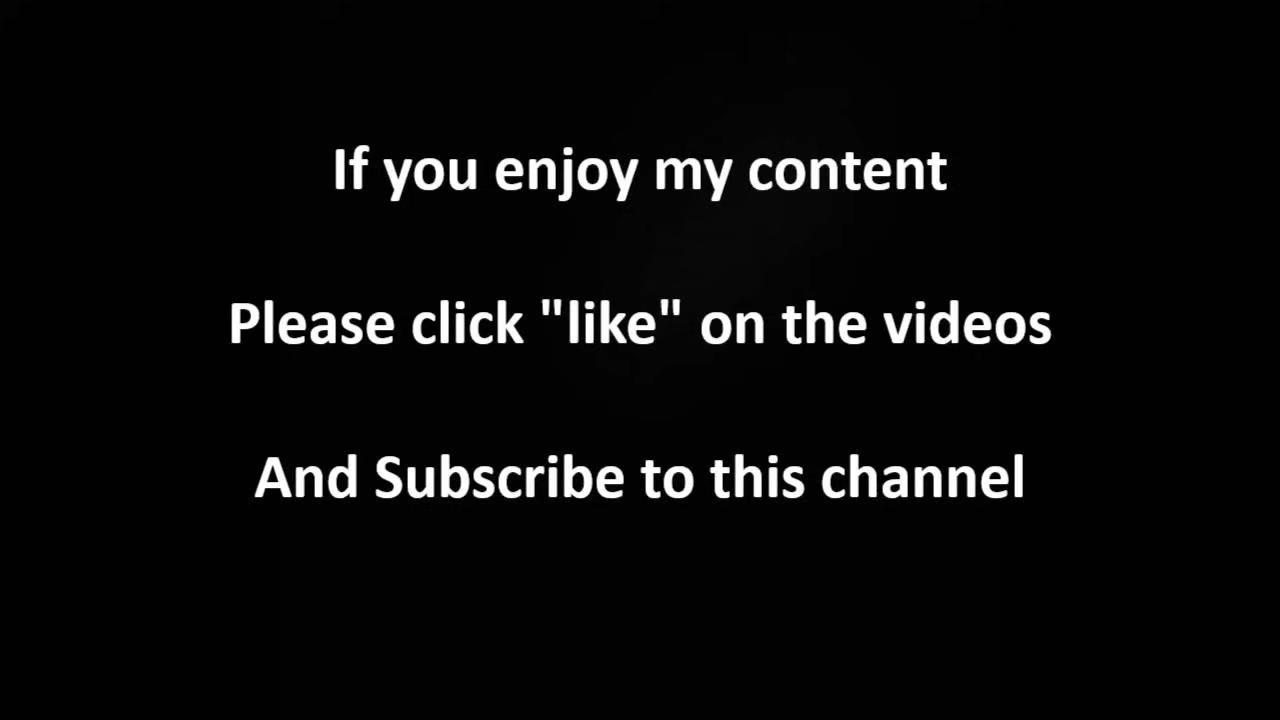 If you enjoy my content
Please click "like" on the videos
And Subscribe to this channel